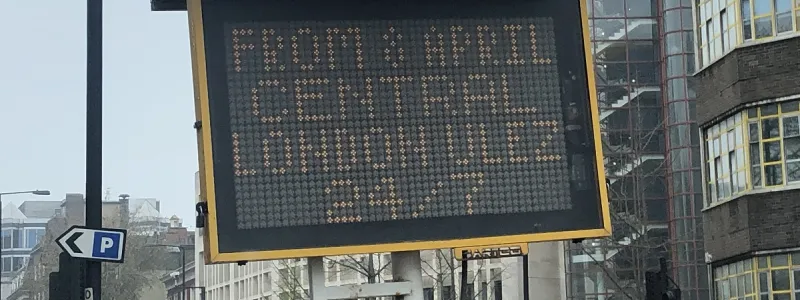 FROM 8 APRIL
CENTRAL
LONDON ULEZ
24/7
P